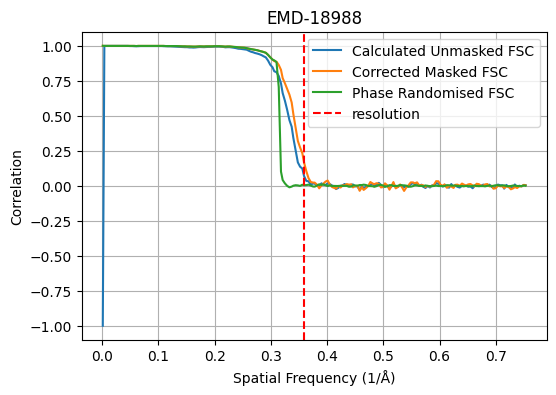 EMD-18988
Calculated Unmasked FSC
Corrected Masked FSC
Phase Randomised FSC
resolution
Correlation
1.00
0.75
0.50
0.25
0.00
−0.25
−0.50
−0.75
−1.00
0.0 0.1 0.2 0.3 0.4 0.5 0.6 0.7
Spatial Frequency (1/Å)